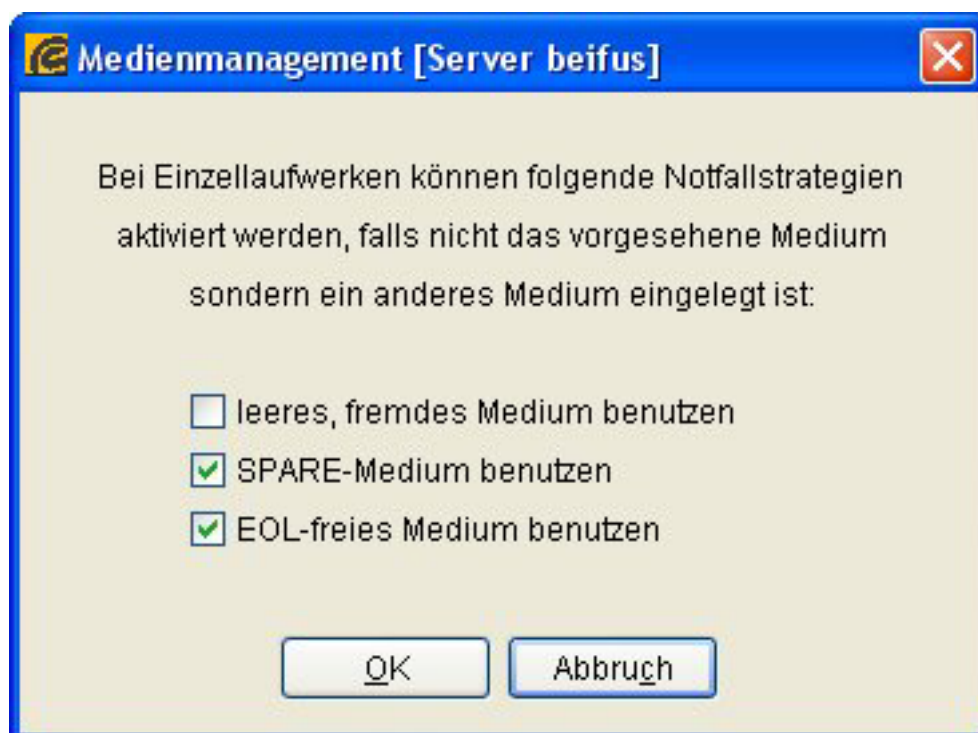 Medienmanagement [Server beifus]
Bei Einzellaufwerken können folgende Notfallstrategien
aktiviert werden, falls nicht das vorgesehene Medium
sondern ein anderes Medium eingelegt ist:
leeres, fremdes Medium benutzen
SPARE-Medium benutzen
EOL-freies Medium benutzen
OK Abbruch